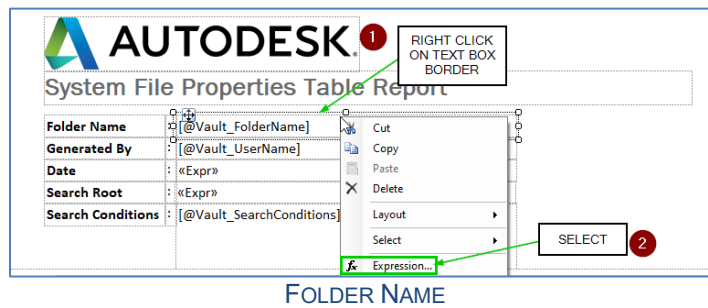 AUTODESK.
1
RIGHT CLICK
ON TEXT BOX
BORDER
System File Properties Table Report
Folder Name : [@Vault_FolderName]
Generated By : [@Vault_UserName]
Date : «Expr»
Search Root : «Expr»
Search Conditions : [@Vault_SearchConditions]
Cut
Copy
Paste
Delete
Layout
Select
fx Expression...
SELECT
2
FOLDER NAME